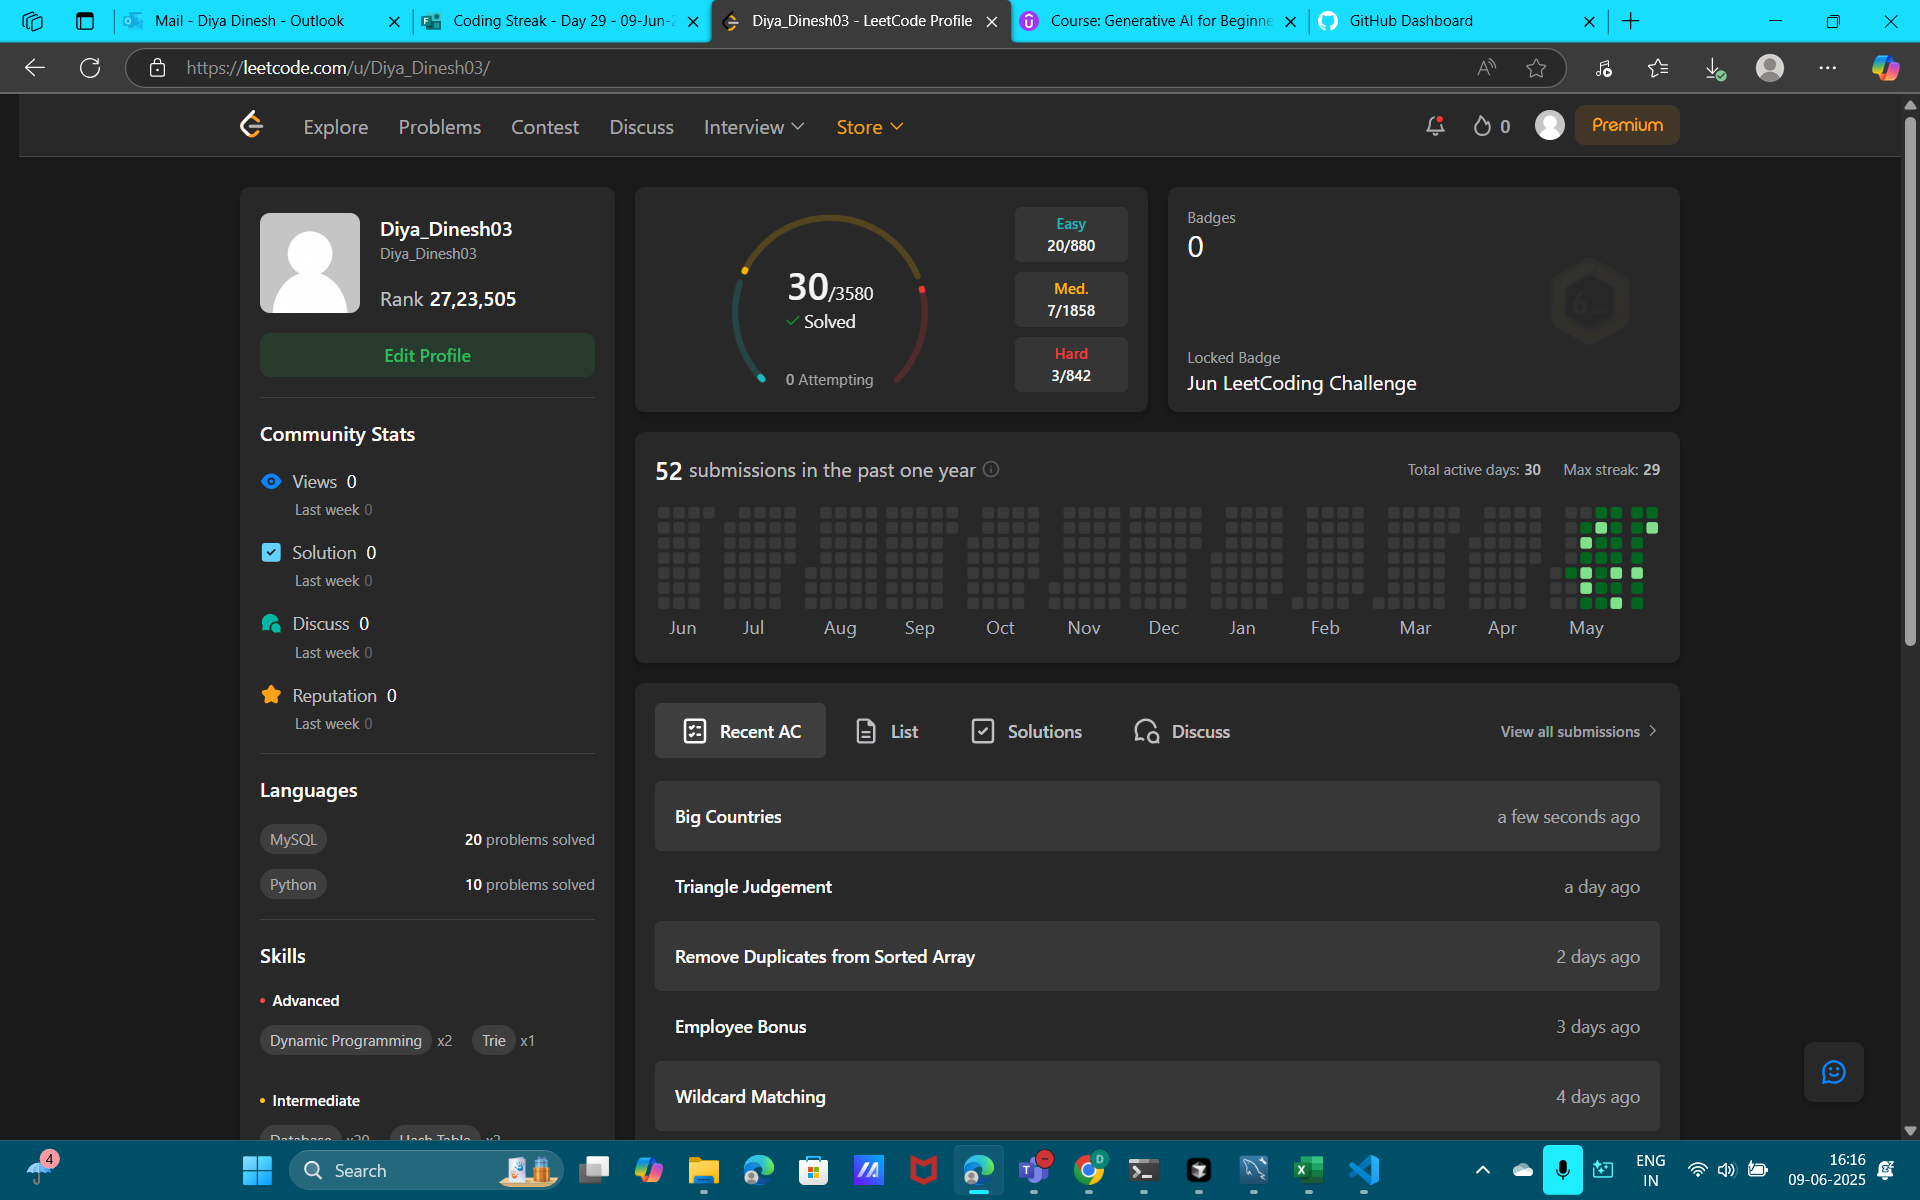 Mail - Diya Dinesh - Outlook
Coding Streak - Day 29 - 09-Jun-2
Diya_Dinesh03 - LeetCode Profile
Course: Generative AI for Beginne
GitHub Dashboard
https://leetcode.com/u/Diya_Dinesh03/
Explore
Problems
Contest
Discuss
Interview
Store
0
Premium
Diya_Dinesh03
Diya_Dinesh03
Rank 27,23,505
Edit Profile
Community Stats
Views 0
Last week 0
Solution 0
Last week 0
Discuss 0
Last week 0
Reputation 0
Last week 0
Languages
MySQL
20 problems solved
Python
10 problems solved
Skills
Advanced
Dynamic Programming x2
Trie x1
Intermediate
Database x20
Hash Table
30/3580
Solved
0 Attempting
Easy
20/880
Med.
7/1858
Hard
3/842
Badges
0
Locked Badge
Jun LeetCoding Challenge
52 submissions in the past one year
Total active days: 30
Max streak: 29
Jun
Jul
Aug
Sep
Oct
Nov
Dec
Jan
Feb
Mar
Apr
May
Recent AC
List
Solutions
Discuss
View all submissions
Big Countries
a few seconds ago
Triangle Judgement
a day ago
Remove Duplicates from Sorted Array
2 days ago
Employee Bonus
3 days ago
Wildcard Matching
4 days ago
4
Search
D
ENG
IN
16:16
09-06-2025